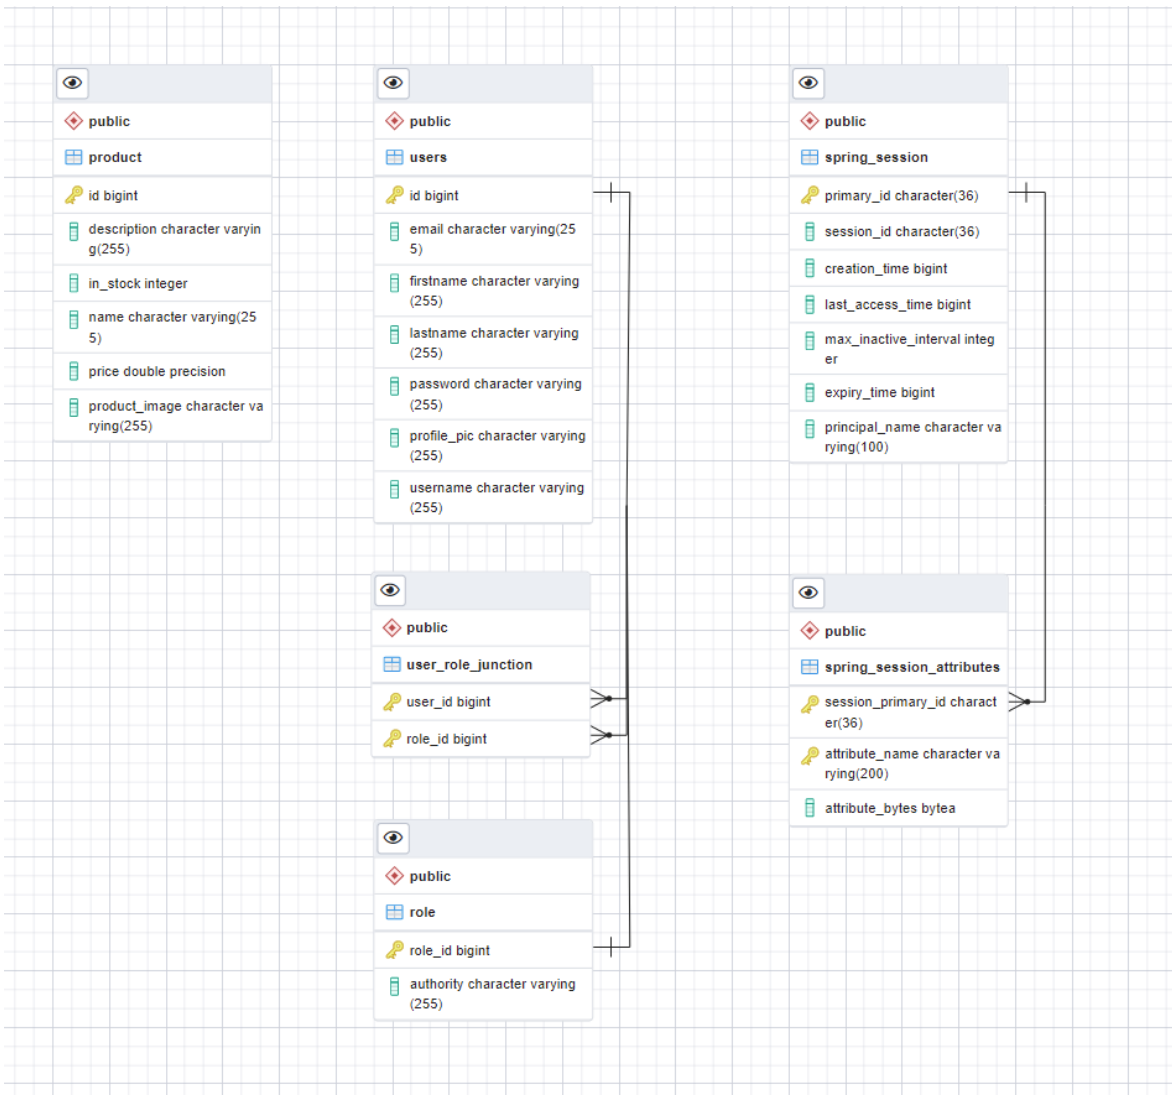 public
product
id bigint
description character varyin
g(255)
in_stock integer
name character varying(25
5)
price double precision
product_image character va
rying(255)
public
users
id bigint
email character varying(25
5)
firstname character varying
(255)
lastname character varying
(255)
password character varying
(255)
profile_pic character varying
(255)
username character varying
(255)
public
user_role_junction
user_id bigint
role_id bigint
public
role
role_id bigint
authority character varying
(255)
public
spring_session
primary_id character(36)
session_id character(36)
creation_time bigint
last_access_time bigint
max_inactive_interval integ
er
expiry_time bigint
principal_name character va
rying(100)
public
spring_session_attributes
session_primary_id charact
er(36)
attribute_name character va
rying(200)
attribute_bytes bytea